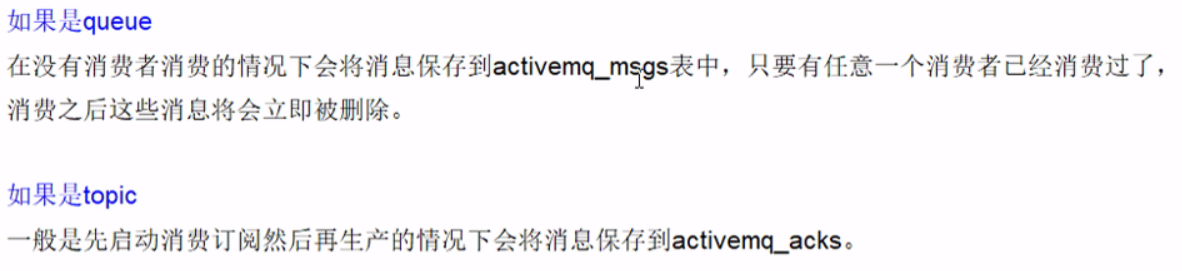 如果是queue
在没有消费者消费的情况下会将消息保存到activemq_msgs表中，只要有任意一个消费者已经消费过了，
消费之后这些消息将会立即被删除。
如果是topic
一般是先启动消费订阅然后再生产的情况下会将消息保存到activemq_acks。